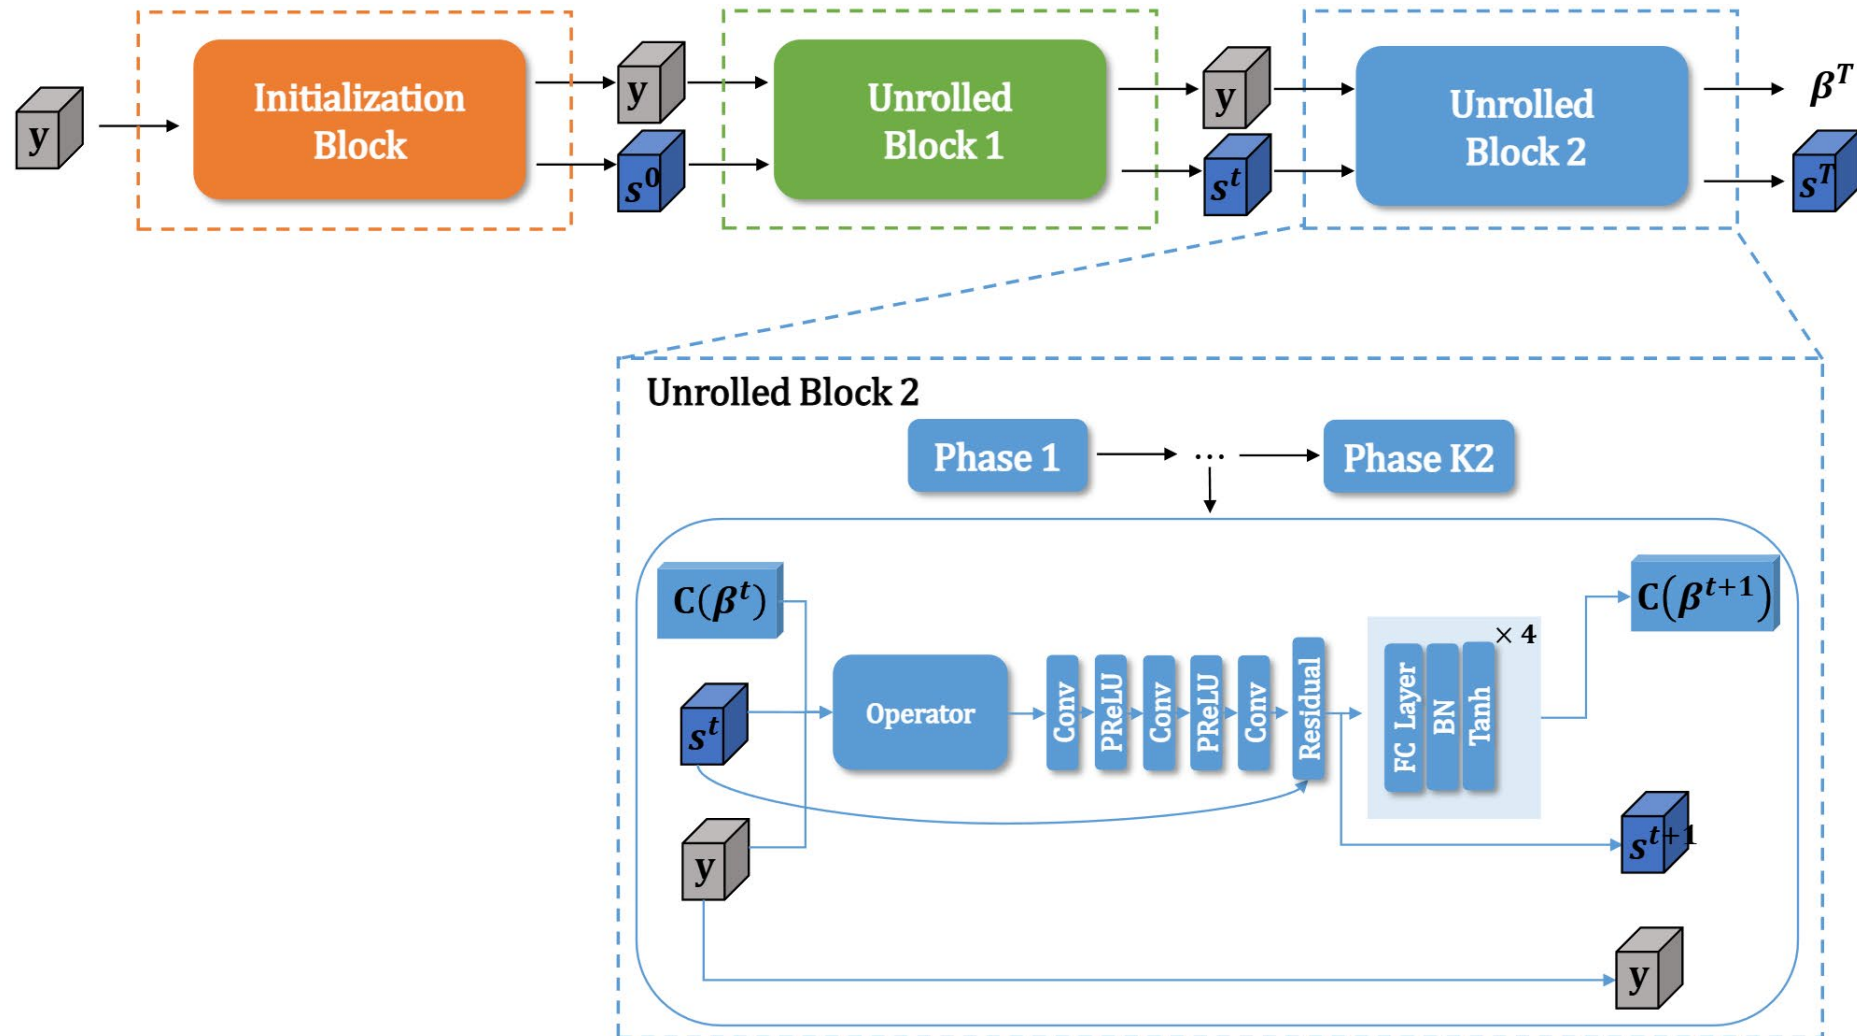 y
Initialization
Block
y
s⁰
Unrolled
Block 1
y
sᵗ
Unrolled
Block 2
βᵀ
sᵀ
Unrolled Block 2
Phase 1
...
Phase K2
C(βᵗ)
sᵗ
y
Operator
Conv
PReLU
Conv
PReLU
Conv
Residual
FC Layer
BN
Tanh
× 4
C(βᵗ⁺¹)
sᵗ⁺¹
y